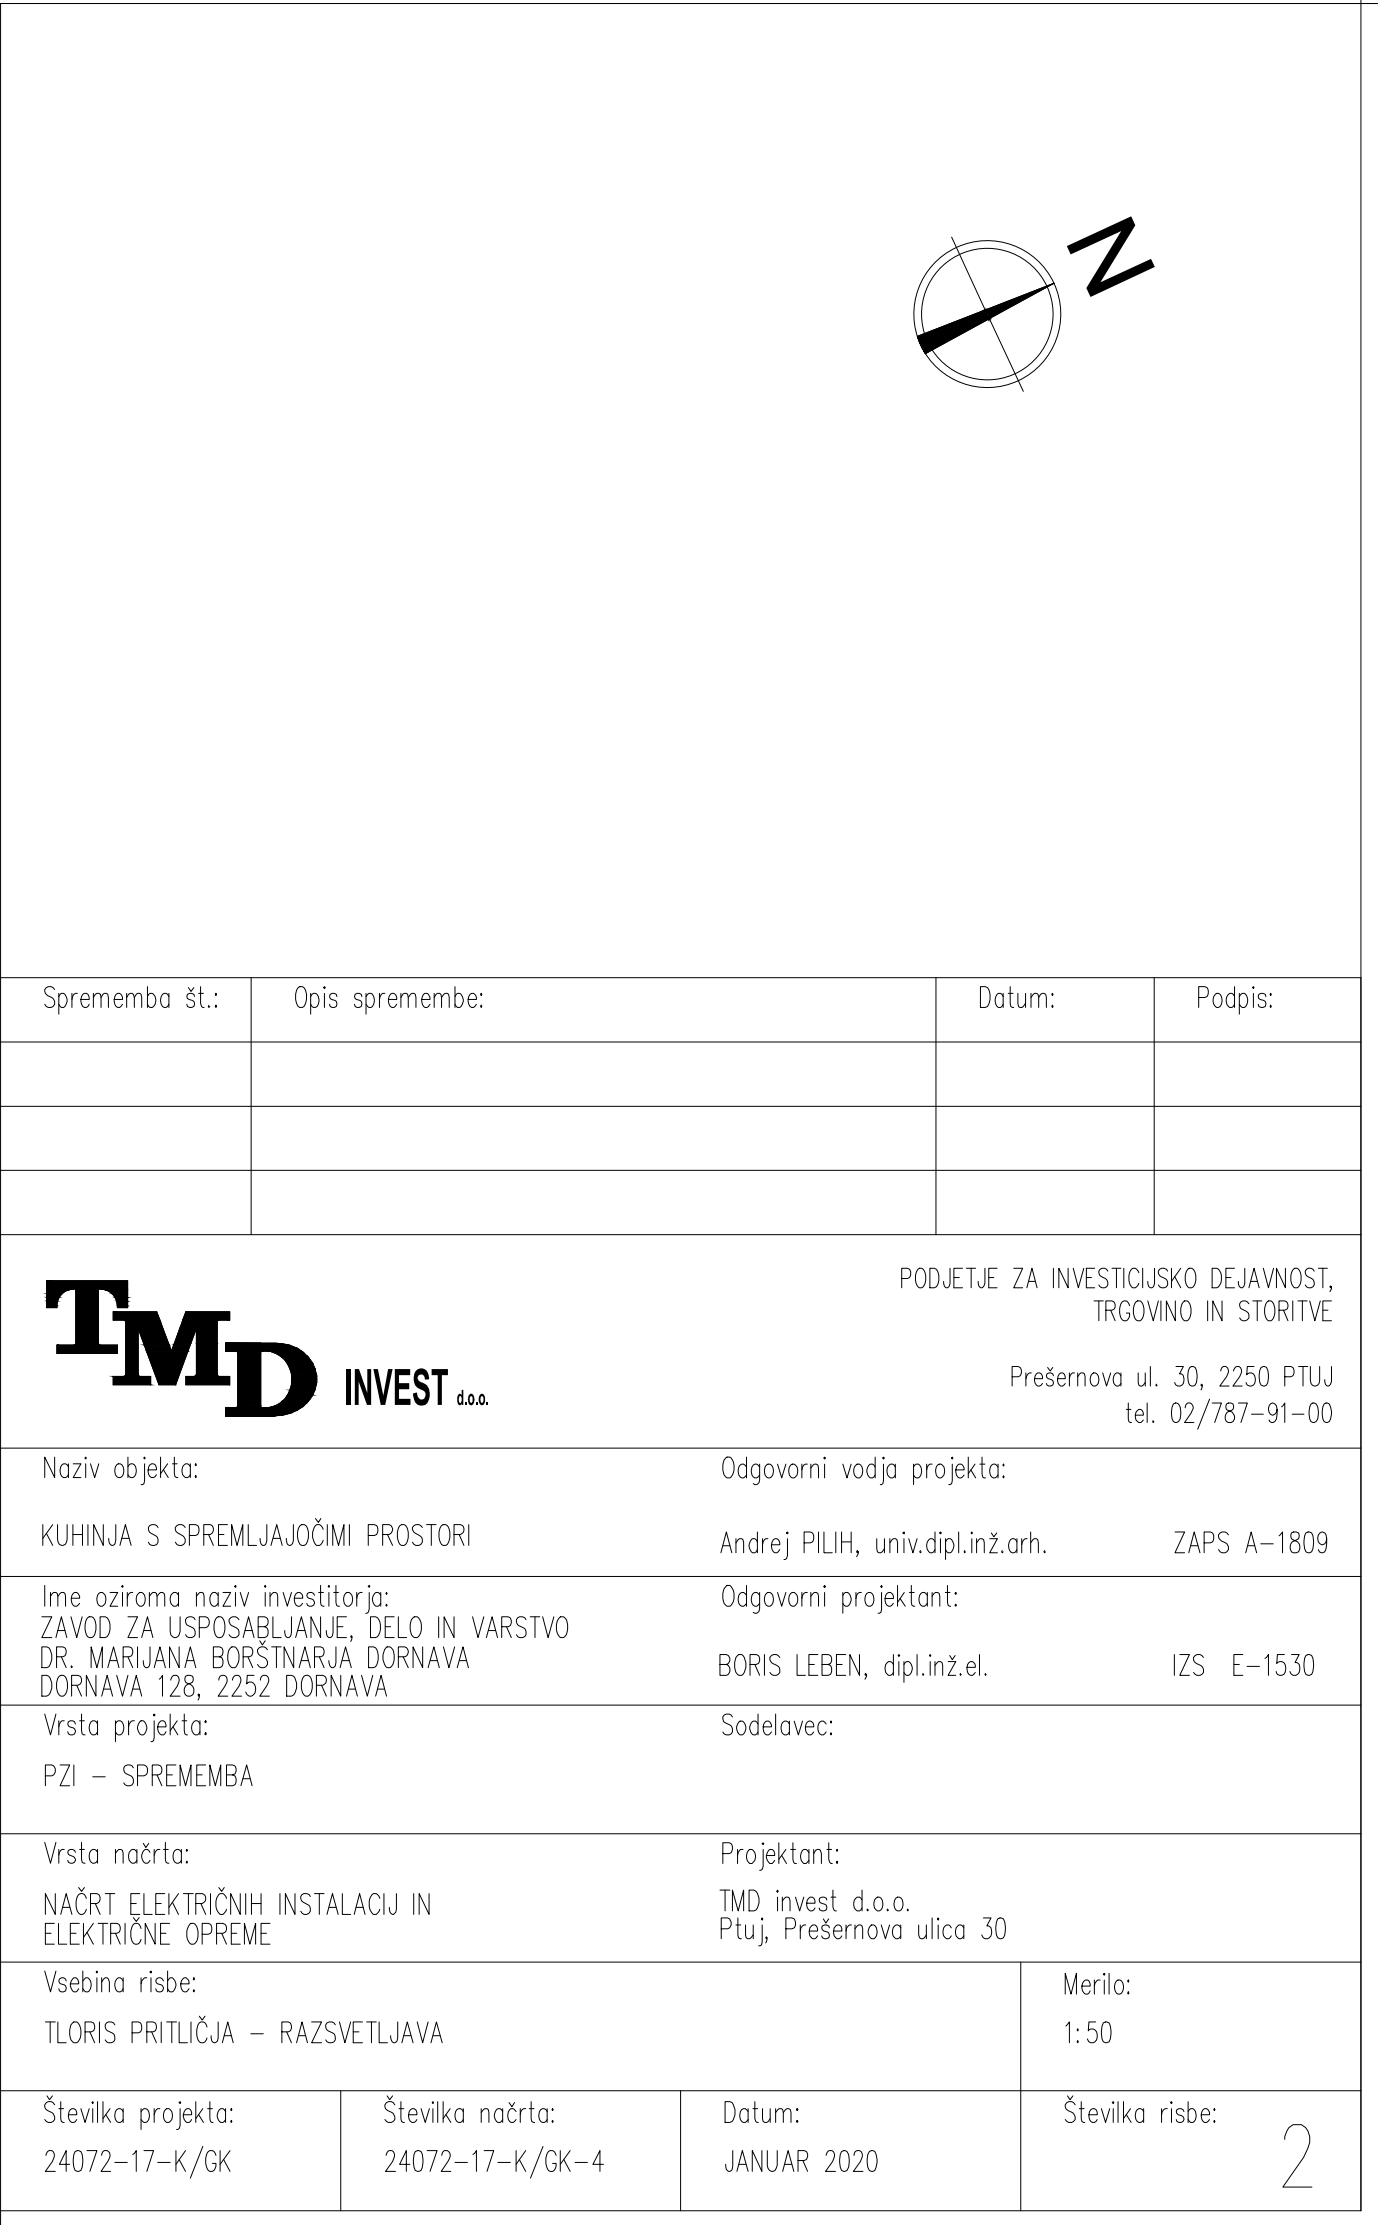 N
Sprememba št.: Opis spremembe: Datum: Podpis:
TMD INVEST d.o.o.
PODJETJE ZA INVESTICIJSKO DEJAVNOST,
TRGOVINO IN STORITVE
Prešernova ul. 30, 2250 PTUJ
tel. 02/787-91-00
Naziv objekta:
KUHINJA S SPREMLJAJOČIMI PROSTORI
Odgovorni vodja projekta:
Andrej PILIH, univ.dipl.inž.arh. ZAPS A-1809
Ime oziroma naziv investitorja:
ZAVOD ZA USPOSABLJANJE, DELO IN VARSTVO
DR. MARIJANA BORŠTNARJA DORNAVA
DORNAVA 128, 2252 DORNAVA
Odgovorni projektant:
BORIS LEBEN, dipl.inž.el. IZS E-1530
Vrsta projekta:
PZI - SPREMEMBA
Sodelavec:
Vrsta načrta:
NAČRT ELEKTRIČNIH INSTALACIJ IN
ELEKTRIČNE OPREME
Projektant:
TMD invest d.o.o.
Ptuj, Prešernova ulica 30
Vsebina risbe:
TLORIS PRITLIČJA - RAZSVETLJAVA
Merilo:
1:50
Številka projekta:
24072-17-K/GK
Številka načrta:
24072-17-K/GK-4
Datum:
JANUAR 2020
Številka risbe:
2